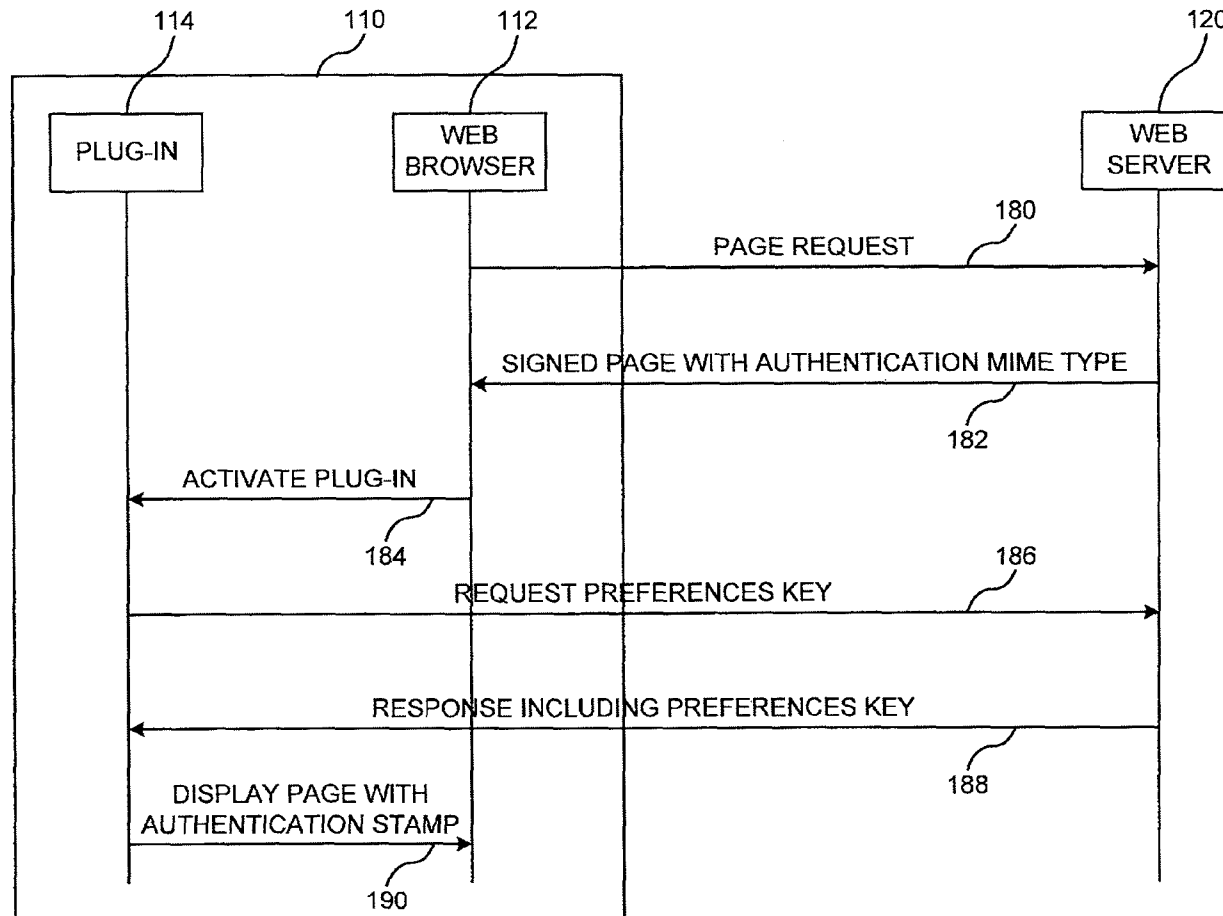 114
110
112
120
PLUG-IN
WEB
BROWSER
WEB
SERVER
180
PAGE REQUEST
SIGNED PAGE WITH AUTHENTICATION MIME TYPE
182
ACTIVATE PLUG-IN
184
186
REQUEST PREFERENCES KEY
RESPONSE INCLUDING PREFERENCES KEY
188
DISPLAY PAGE WITH
AUTHENTICATION STAMP
190